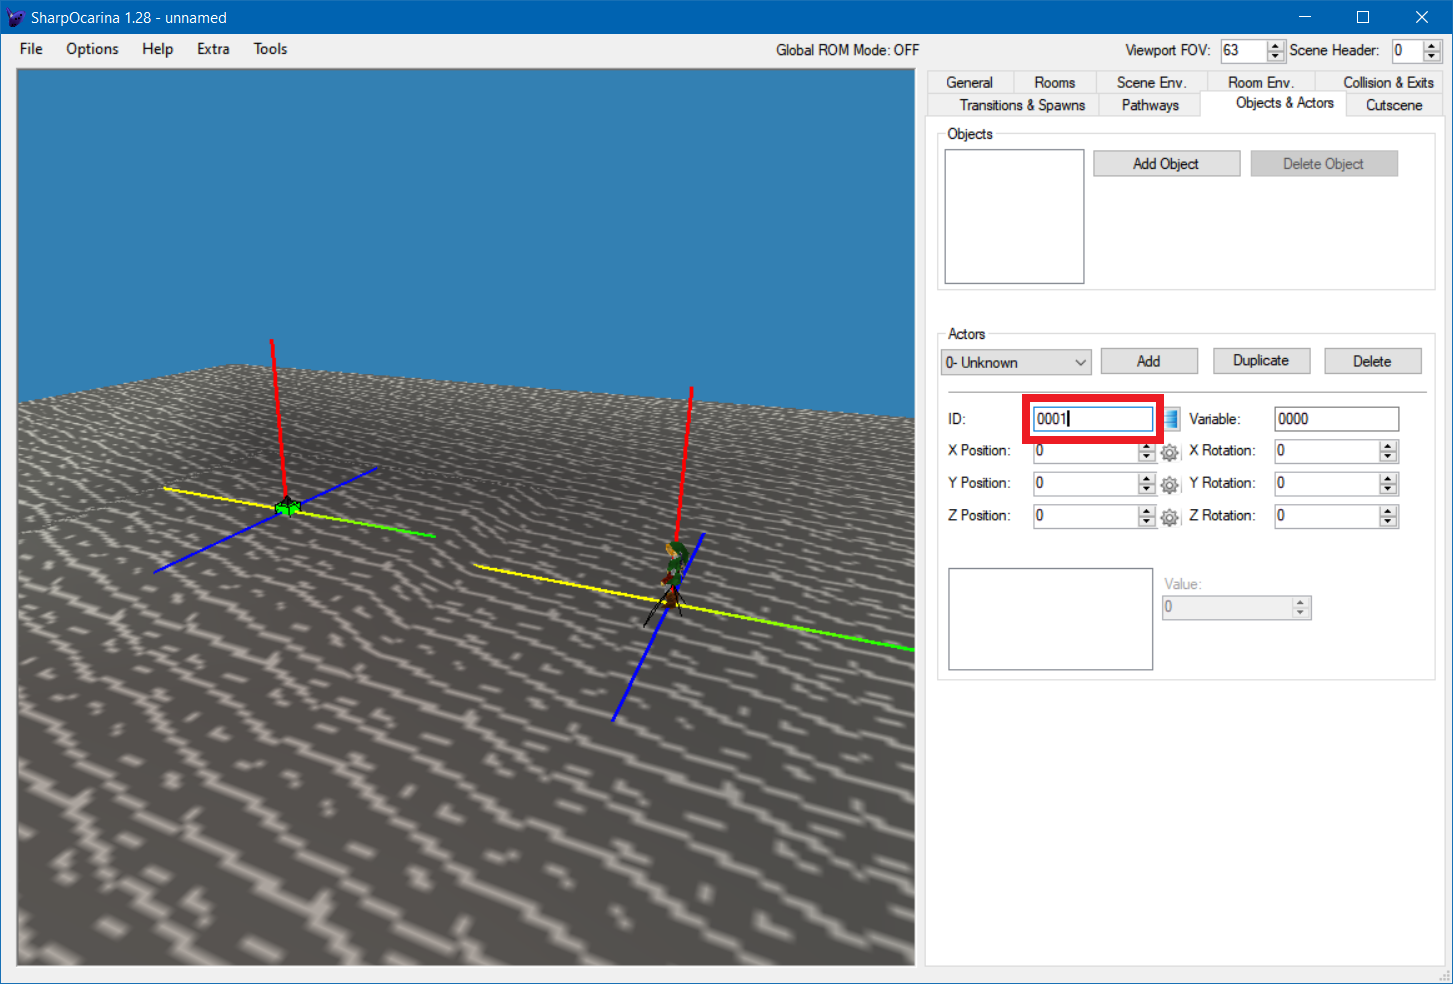 SharpOcarina 1.28 - unnamed
File Options Help Extra Tools Global ROM Mode: OFF Viewport FOV: 63 Scene Header: 0
General Rooms Scene Env. Room Env. Collision & Exits
Transitions & Spawns Pathways Objects & Actors Cutscene
Objects
Add Object Delete Object
Actors
0- Unknown Add Duplicate Delete
ID: 0001 Variable: 0000
X Position: 0 X Rotation: 0
Y Position: 0 Y Rotation: 0
Z Position: 0 Z Rotation: 0
Value:
0